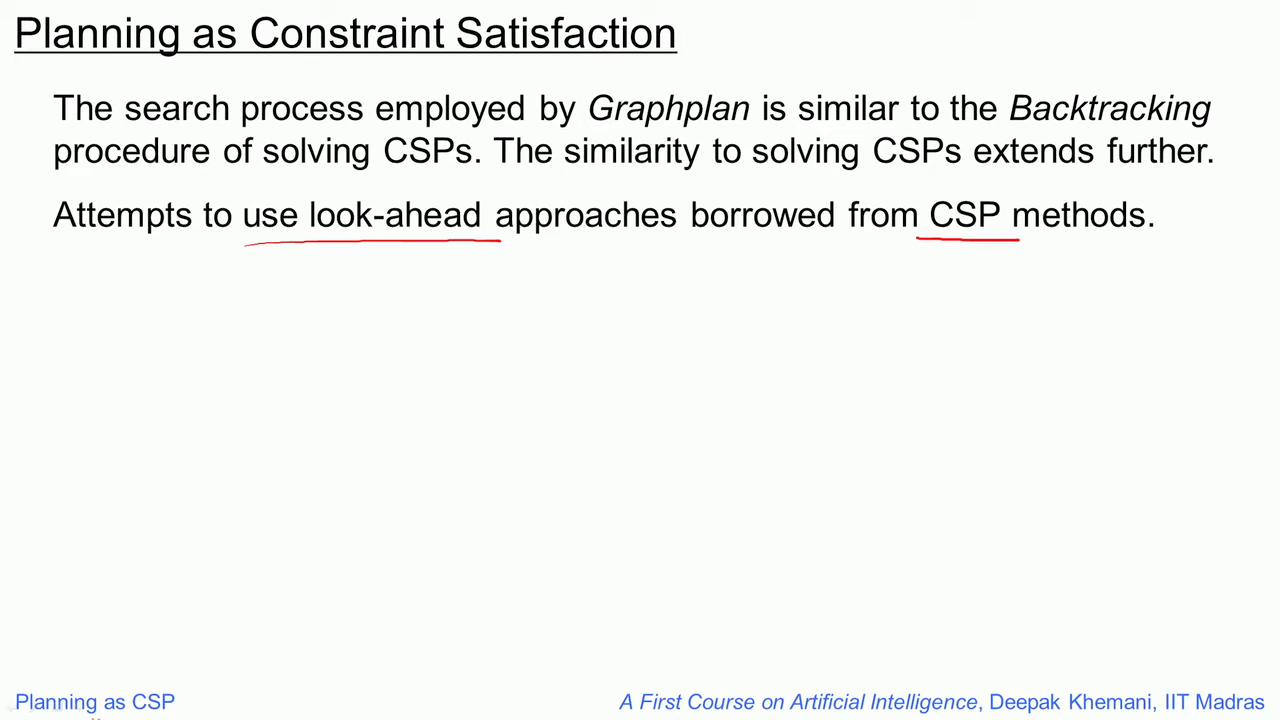 Planning as Constraint Satisfaction
The search process employed by Graphplan is similar to the Backtracking
procedure of solving CSPs. The similarity to solving CSPs extends further.
Attempts to use look-ahead approaches borrowed from CSP methods.
Planning as CSP
A First Course on Artificial Intelligence, Deepak Khemani, IIT Madras